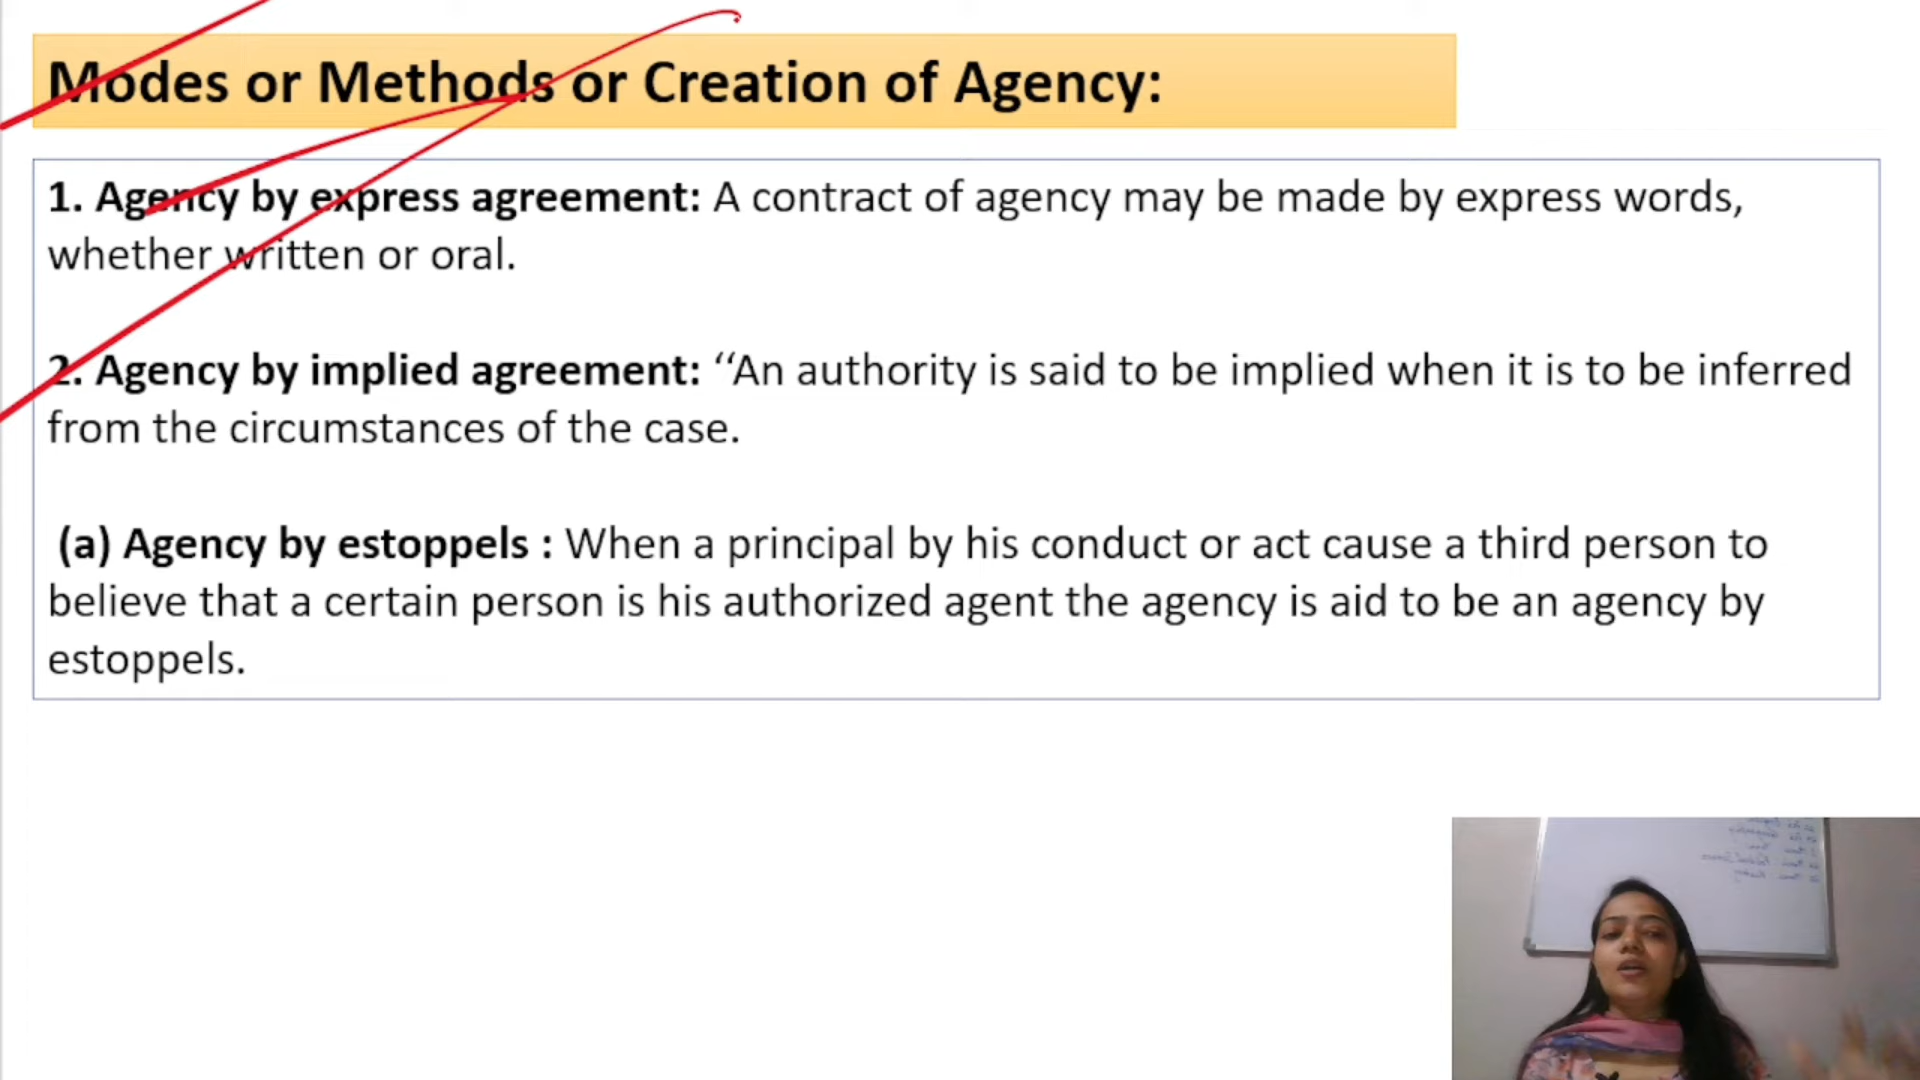 Modes or Methods or Creation of Agency:
1. Agency by express agreement: A contract of agency may be made by express words,
whether written or oral.
2. Agency by implied agreement: ‘‘An authority is said to be implied when it is to be inferred
from the circumstances of the case.
(a) Agency by estoppels : When a principal by his conduct or act cause a third person to
believe that a certain person is his authorized agent the agency is aid to be an agency by
estoppels.